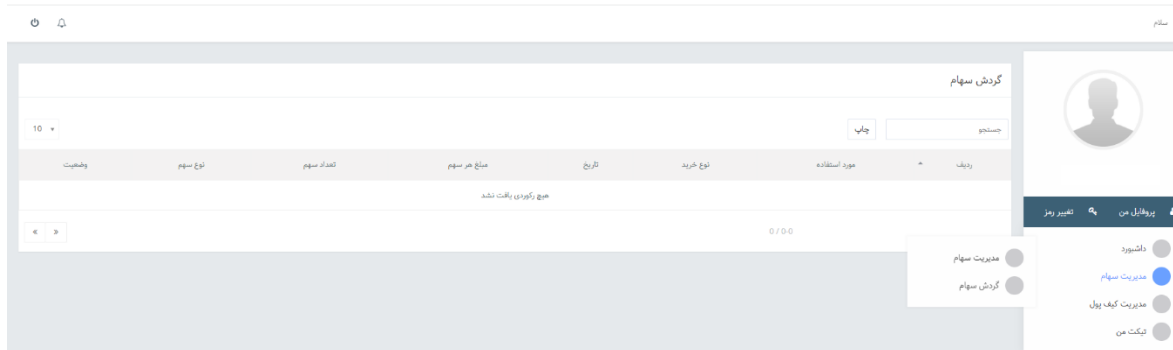 سلام
گردش سهام
جستجو چاپ 10
ردیف مورد استفاده نوع خرید تاریخ مبلغ هر سهم تعداد سهم نوع سهم وضعیت
هیچ رکوردی یافت نشد
0 / 0-0
« »
پروفایل من تغییر رمز
داشبورد
مدیریت سهام
مدیریت کیف پول
تیکت من
مدیریت سهام
گردش سهام